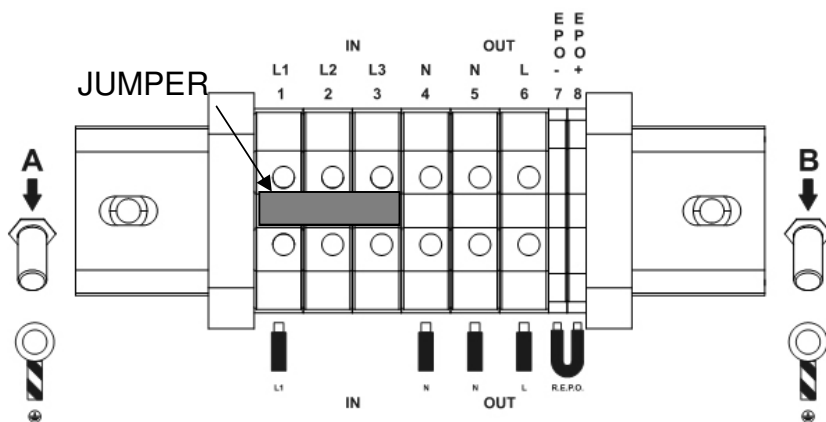 E E
P P
O O
- +
IN OUT
L1 L2 L3 N N L
1 2 3 4 5 6 7 8
JUMPER
A B
L1 N N L R.E.P.O.
IN OUT